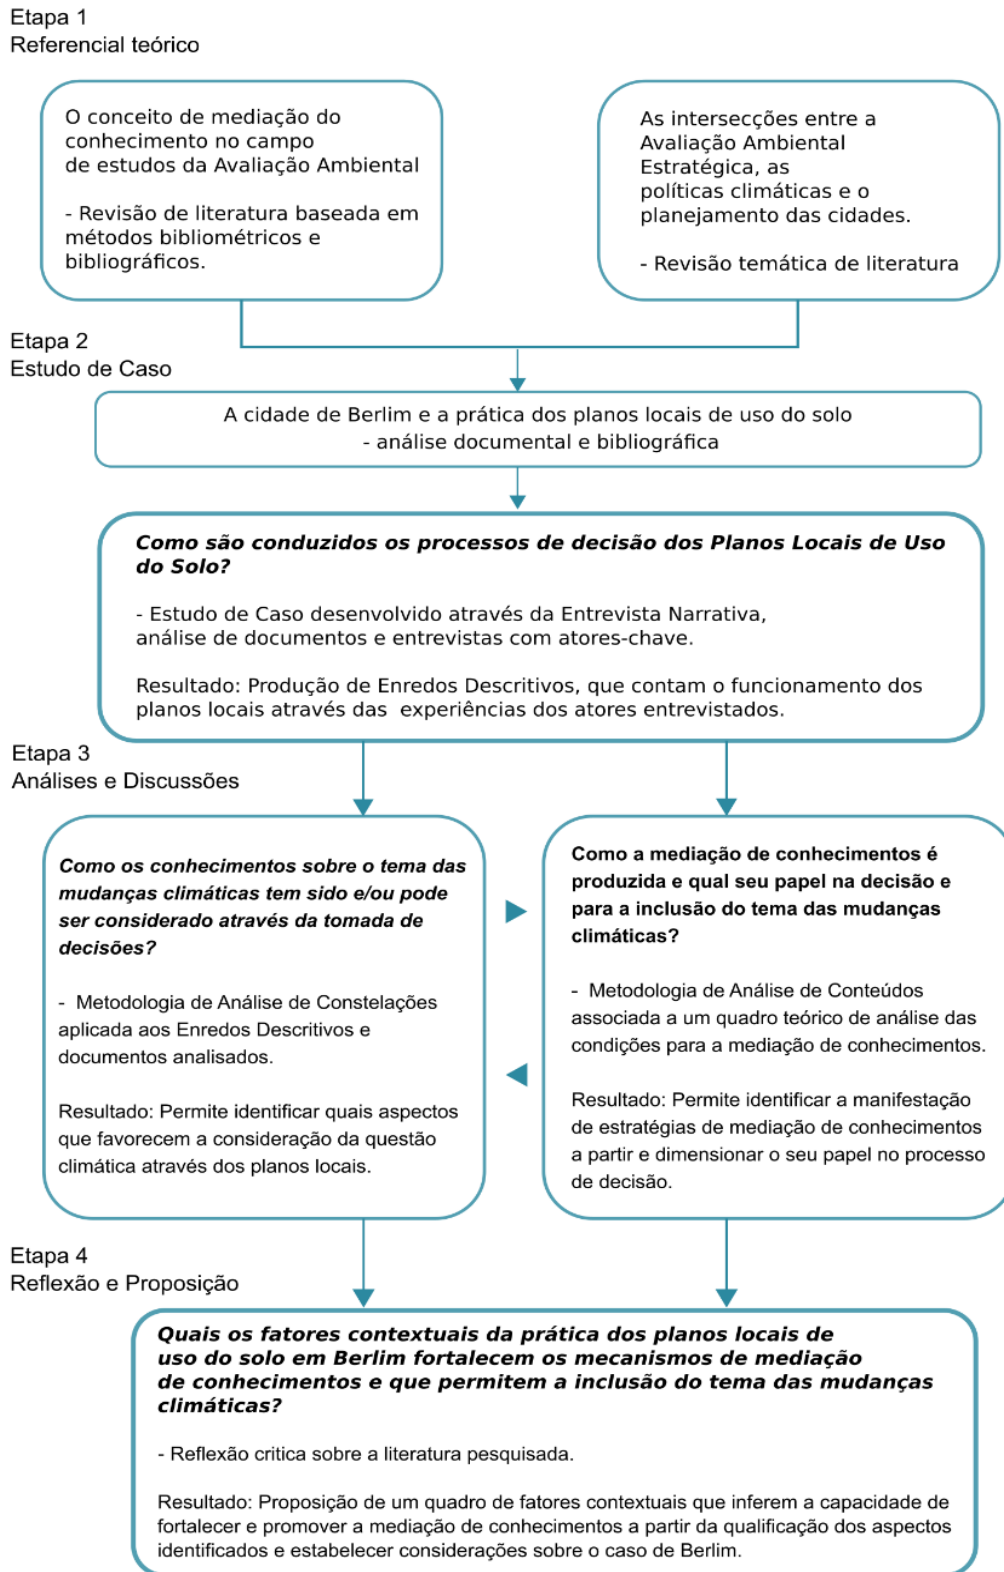 Etapa 1
Referencial teórico
O conceito de mediação do
conhecimento no campo
de estudos da Avaliação Ambiental
- Revisão de literatura baseada em
métodos bibliométricos e
bibliográficos.
As intersecções entre a
Avaliação Ambiental
Estratégica, as
políticas climáticas e o
planejamento das cidades.
- Revisão temática de literatura
Etapa 2
Estudo de Caso
A cidade de Berlim e a prática dos planos locais de uso do solo
- análise documental e bibliográfica
Como são conduzidos os processos de decisão dos Planos Locais de Uso
do Solo?
- Estudo de Caso desenvolvido através da Entrevista Narrativa,
análise de documentos e entrevistas com atores-chave.
Resultado: Produção de Enredos Descritivos, que contam o funcionamento dos
planos locais através das experiências dos atores entrevistados.
Etapa 3
Análises e Discussões
Como os conhecimentos sobre o tema das
mudanças climáticas tem sido e/ou pode
ser considerado através da tomada de
decisões?
- Metodologia de Análise de Constelações
aplicada aos Enredos Descritivos e
documentos analisados.
Resultado: Permite identificar quais aspectos
que favorecem a consideração da questão
climática através dos planos locais.
Como a mediação de conhecimentos é
produzida e qual seu papel na decisão e
para a inclusão do tema das mudanças
climáticas?
- Metodologia de Análise de Conteúdos
associada a um quadro teórico de análise das
condições para a mediação de conhecimentos.
Resultado: Permite identificar a manifestação
de estratégias de mediação de conhecimentos
a partir e dimensionar o seu papel no processo
de decisão.
Etapa 4
Reflexão e Proposição
Quais os fatores contextuais da prática dos planos locais de
uso do solo em Berlim fortalecem os mecanismos de mediação
de conhecimentos e que permitem a inclusão do tema das mudanças
climáticas?
- Reflexão critica sobre a literatura pesquisada.
Resultado: Proposição de um quadro de fatores contextuais que inferem a capacidade de
fortalecer e promover a mediação de conhecimentos a partir da qualificação dos aspectos
identificados e estabelecer considerações sobre o caso de Berlim.